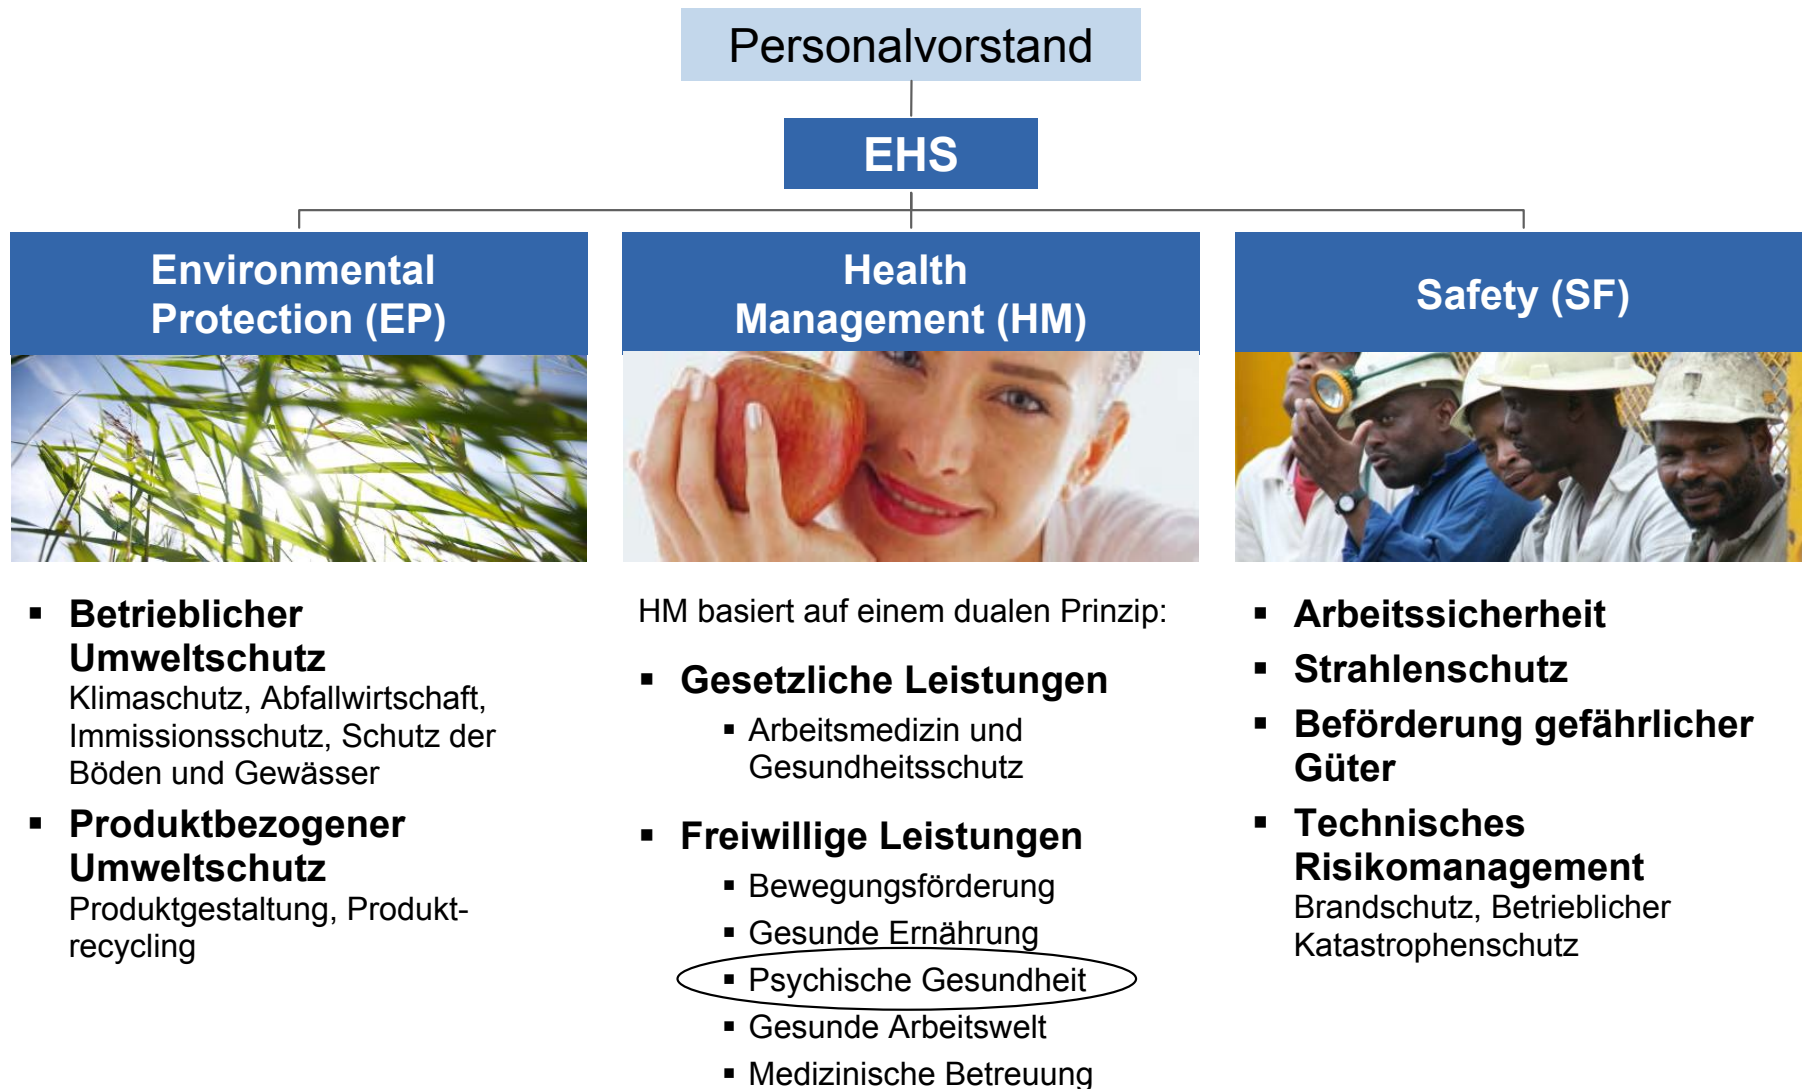 Personalvorstand
EHS
Environmental
Protection (EP)
Health
Management (HM)
Safety (SF)
▪ Betrieblicher
Umweltschutz
Klimaschutz, Abfallwirtschaft,
Immissionsschutz, Schutz der
Böden und Gewässer
▪ Produktbezogener
Umweltschutz
Produktgestaltung, Produkt-
recycling
HM basiert auf einem dualen Prinzip:
▪ Gesetzliche Leistungen
▪ Arbeitsmedizin und
Gesundheitsschutz
▪ Freiwillige Leistungen
▪ Bewegungsförderung
▪ Gesunde Ernährung
▪ Psychische Gesundheit
▪ Gesunde Arbeitswelt
▪ Medizinische Betreuung
▪ Arbeitssicherheit
▪ Strahlenschutz
▪ Beförderung gefährlicher
Güter
▪ Technisches
Risikomanagement
Brandschutz, Betrieblicher
Katastrophenschutz